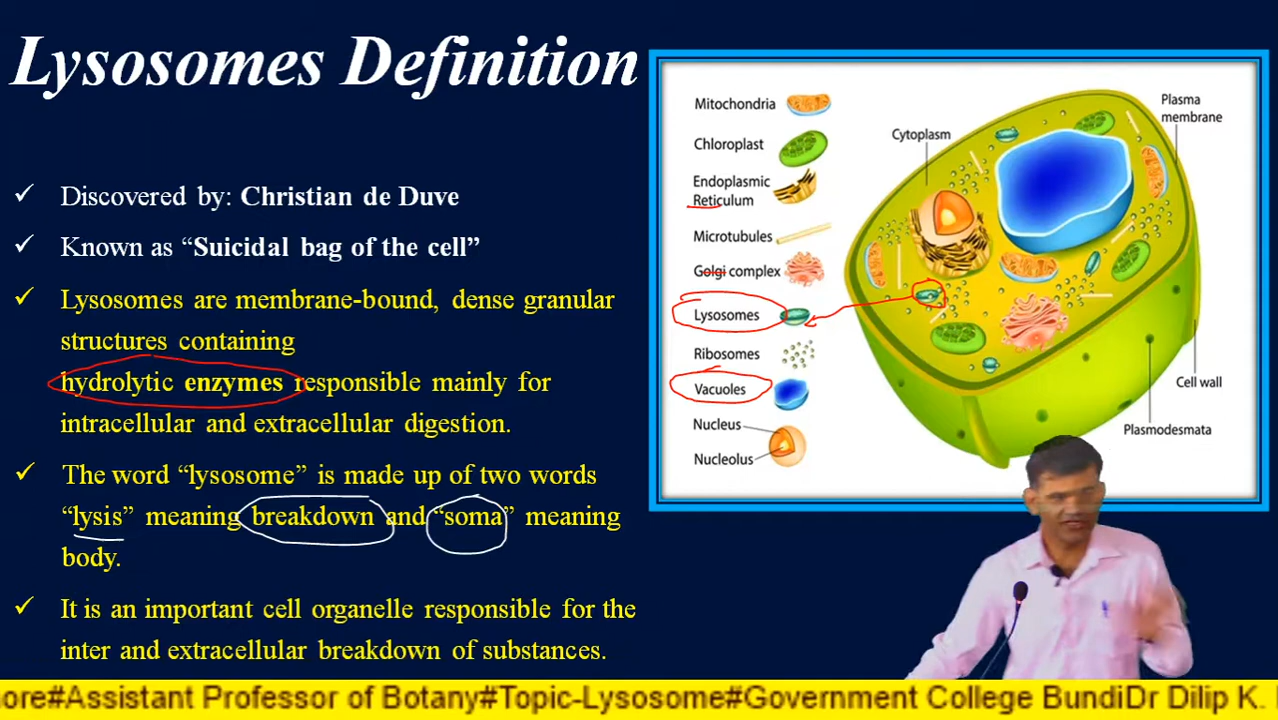 Lysosomes Definition
✓ Discovered by: Christian de Duve
✓ Known as “Suicidal bag of the cell”
✓ Lysosomes are membrane-bound, dense granular
structures containing
hydrolytic enzymes responsible mainly for
intracellular and extracellular digestion.
✓ The word “lysosome” is made up of two words
“lysis” meaning breakdown and “soma” meaning
body.
✓ It is an important cell organelle responsible for the
inter and extracellular breakdown of substances.
Mitochondria
Chloroplast
Endoplasmic
Reticulum
Microtubules
Golgi complex
Lysosomes
Ribosomes
Vacuoles
Nucleus
Nucleolus
Cytoplasm
Plasma
membrane
Cell wall
Plasmodesmata
ore#Assistant Professor of Botany#Topic-Lysosome#Government College BundiDr Dilip K.